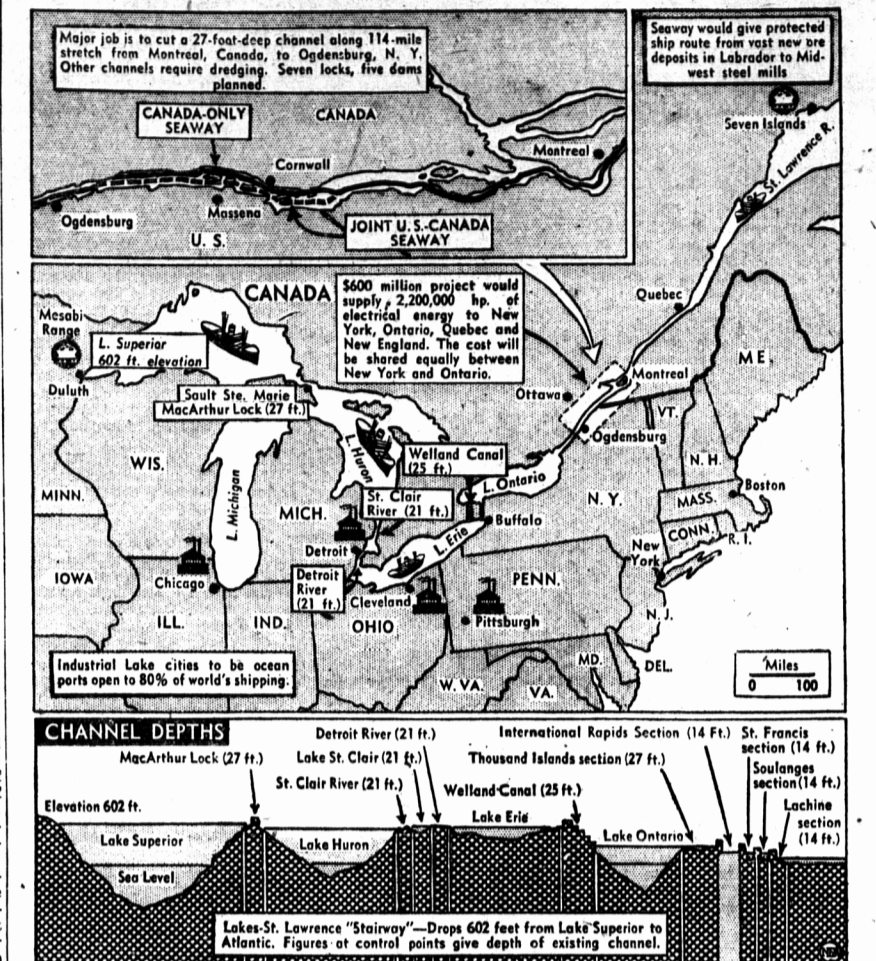 Major job is to cut a 27-foot-deep channel along 114-mile
stretch from Montreal, Canada, to Ogdensburg, N. Y.
Other channels require dredging. Seven locks, five dams
planned.
CANADA-ONLY
SEAWAY
CANADA
Cornwall
Montreal
Ogdensburg
Massena
U. S.
JOINT U.S.-CANADA
SEAWAY
Seaway would give protected
ship route from vast new ore
deposits in Labrador to Mid-
west steel mills
Seven Islands
St. Lawrence R.
CANADA
$600 million project would
supply 2,200,000 hp. of
electrical energy to New
York, Ontario, Quebec and
New England. The cost will
be shared equally between
New York and Ontario.
Quebec
Mesabi
Range
L. Superior
602 ft. elevation
Duluth
Sault Ste. Marie
MacArthur Lock (27 ft.)
Ottawa
Montreal
ME.
VT.
Ogdensburg
N. H.
WIS.
L. Huron
Welland Canal
(25 ft.)
L. Ontario
MINN.
L. Michigan
MICH.
St. Clair
River (21 ft.)
N. Y.
MASS.
Boston
Buffalo
CONN.
R. I.
Detroit
L. Erie
New
York
IOWA
Chicago
Detroit
River
(21 ft.)
Cleveland
PENN.
ILL.
IND.
OHIO
Pittsburgh
N. J.
MD.
DEL.
W. VA.
VA.
Industrial Lake cities to be ocean
ports open to 80% of world's shipping.
Miles
0 100
CHANNEL DEPTHS
Detroit River (21 ft.)
International Rapids Section (14 Ft.)
St. Francis
section (14 ft.)
MacArthur Lock (27 ft.)
Lake St. Clair (21 ft.)
Thousand Islands section (27 ft.)
Soulanges
section (14 ft.)
St. Clair River (21 ft.)
Welland Canal (25 ft.)
Lachine
section
(14 ft.)
Elevation 602 ft.
Lake Erie
Lake Superior
Lake Huron
Lake Ontario
Sea Level
Lakes-St. Lawrence "Stairway"—Drops 602 feet from Lake Superior to
Atlantic. Figures at control points give depth of existing channel.